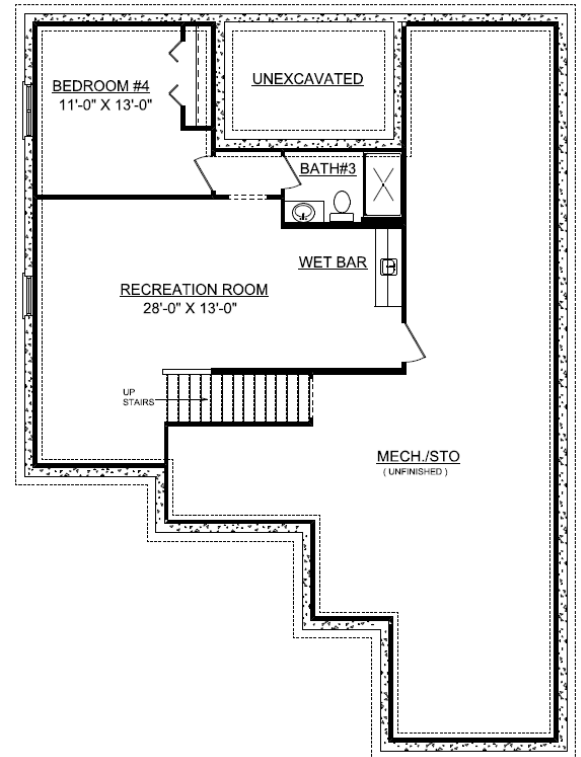 BEDROOM #4
11'-0" X 13'-0"
UNEXCAVATED
BATH#3
WET BAR
RECREATION ROOM
28'-0" X 13'-0"
UP
STAIRS
MECH./STO
( UNFINISHED )